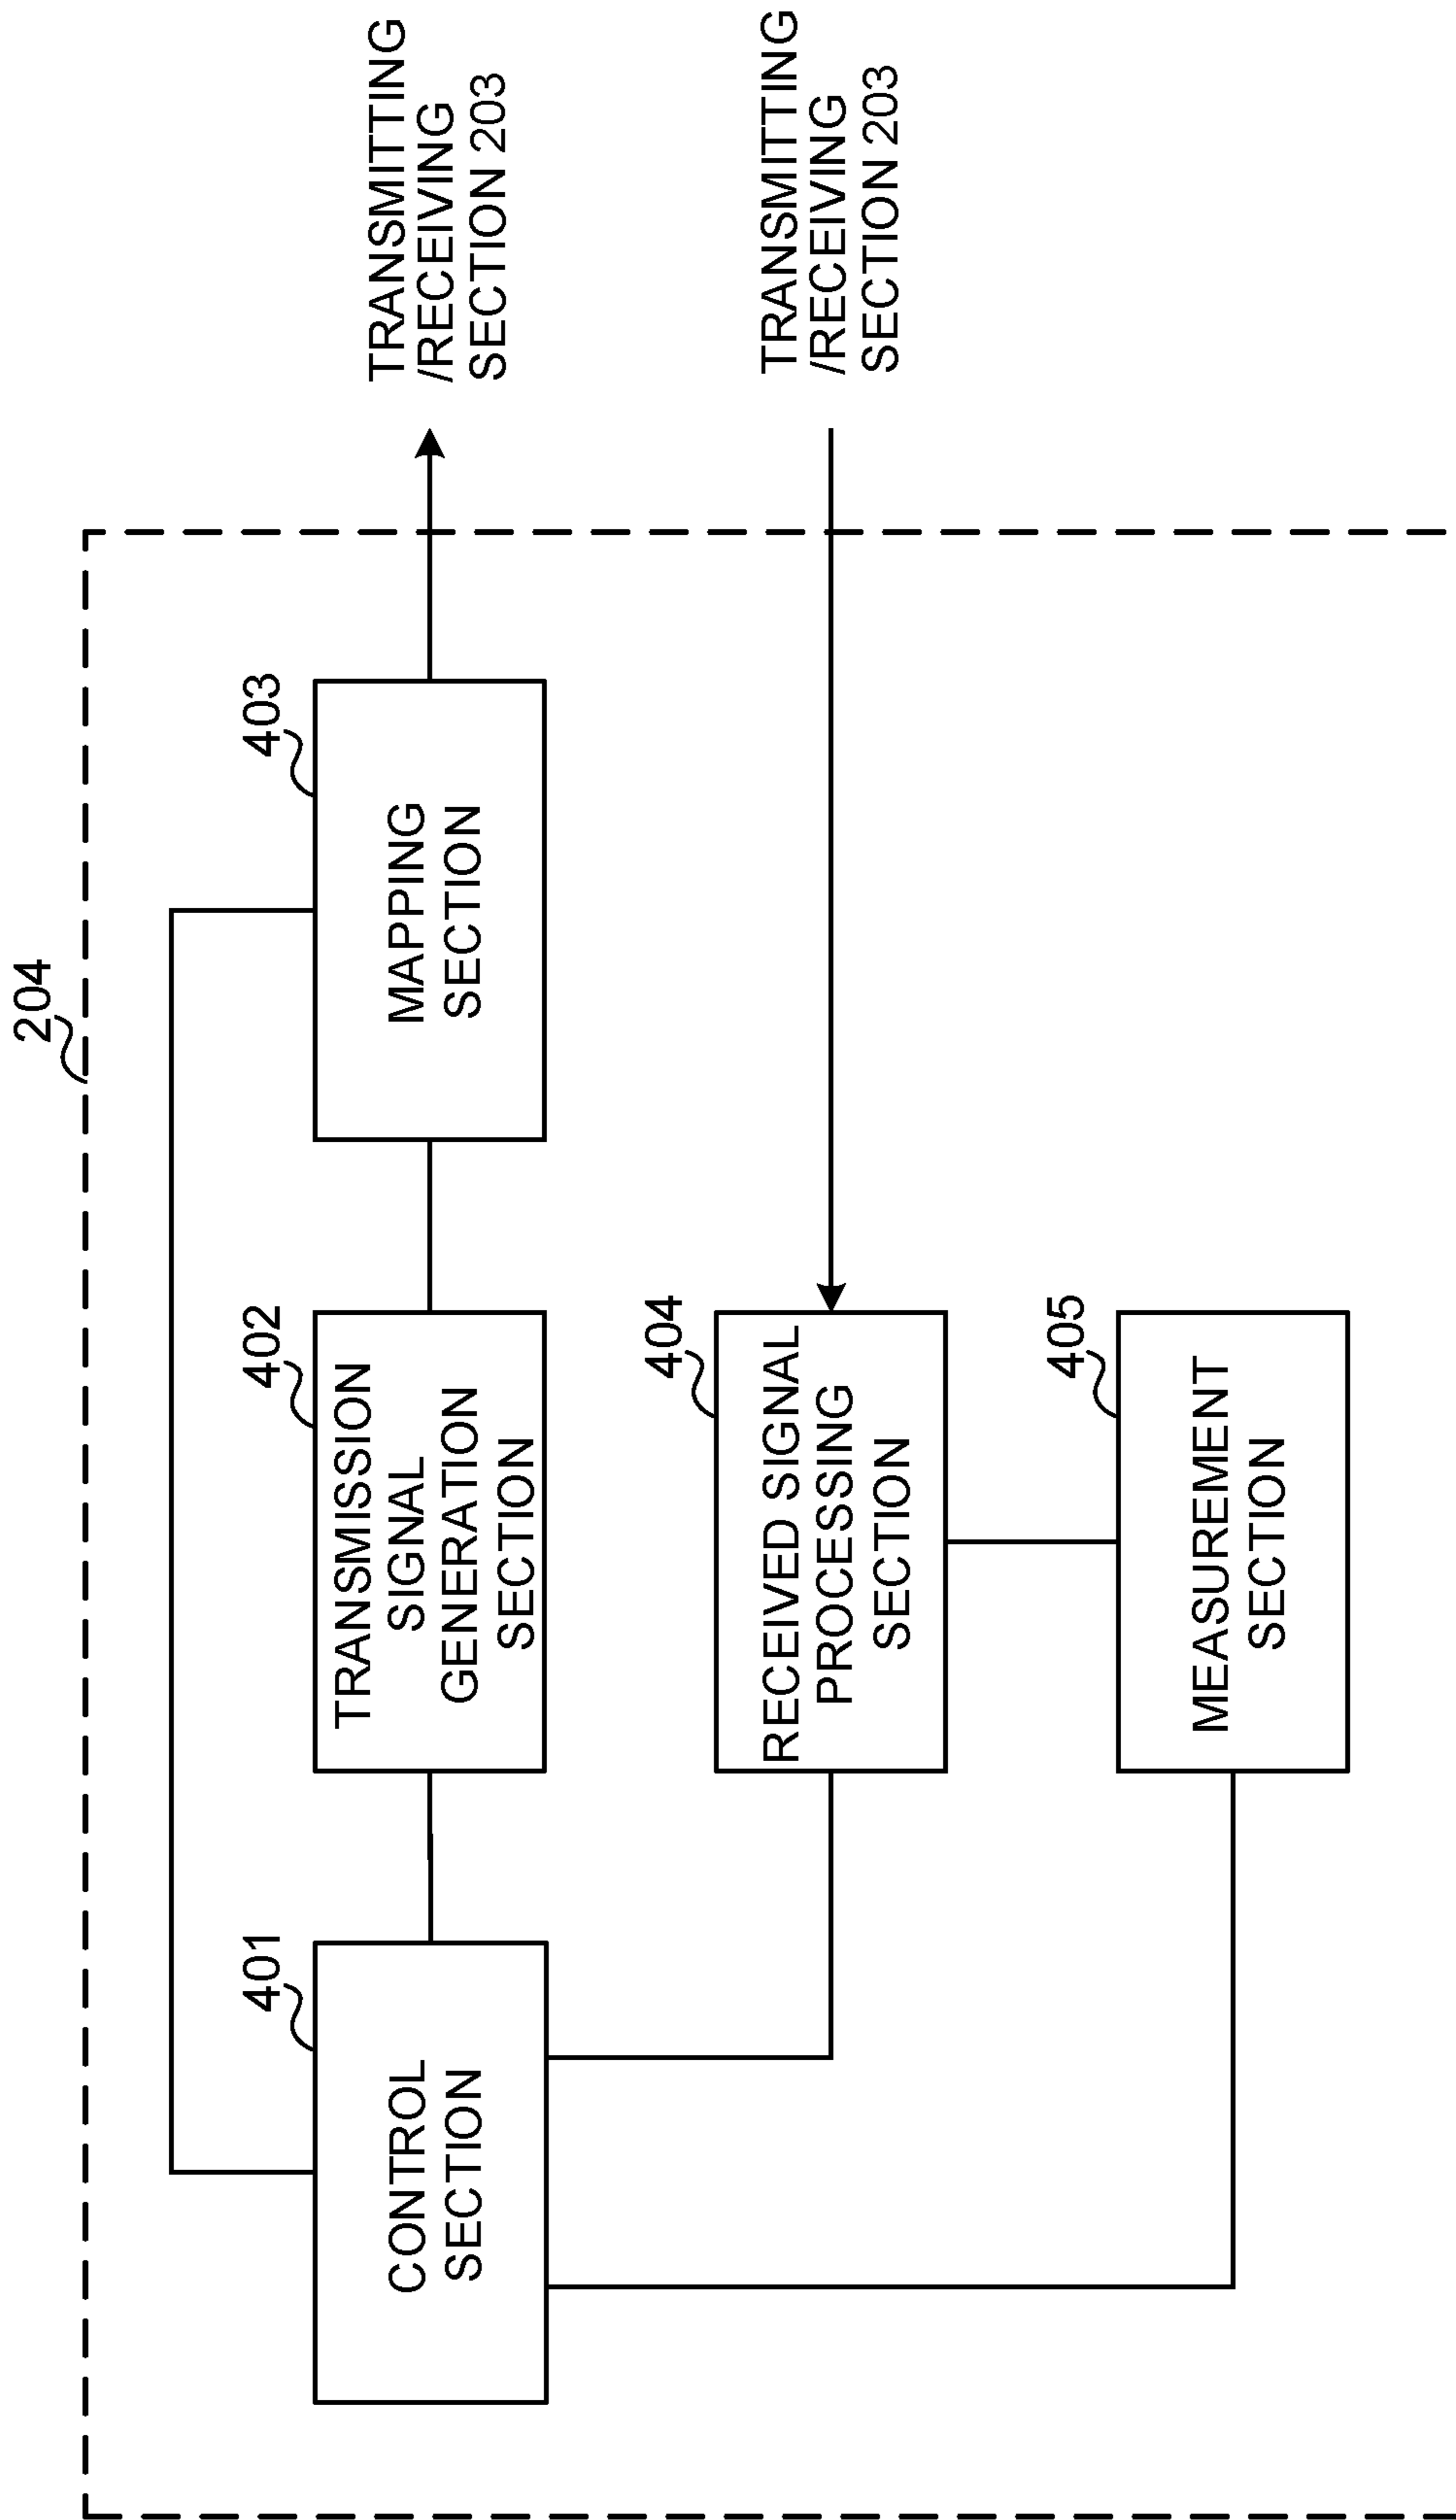 204
401
CONTROL
SECTION
402
TRANSMISSION
SIGNAL
GENERATION
SECTION
403
MAPPING
SECTION
TRANSMITTING
/RECEIVING
SECTION 203
404
RECEIVED SIGNAL
PROCESSING
SECTION
TRANSMITTING
/RECEIVING
SECTION 203
405
MEASUREMENT
SECTION